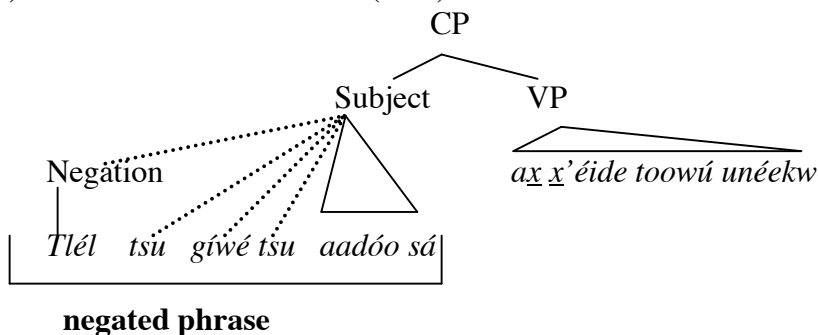 CP
Subject VP
Negation ax̲ x̲’éide toowú unéekw
Tlél tsu gíwé tsu aadóo sá
negated phrase